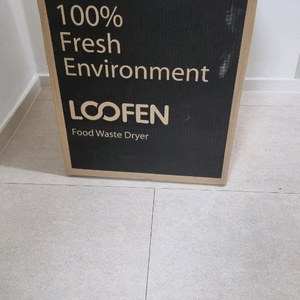 100%
Fresh
Environment
LOOFEN
Food Waste Dryer